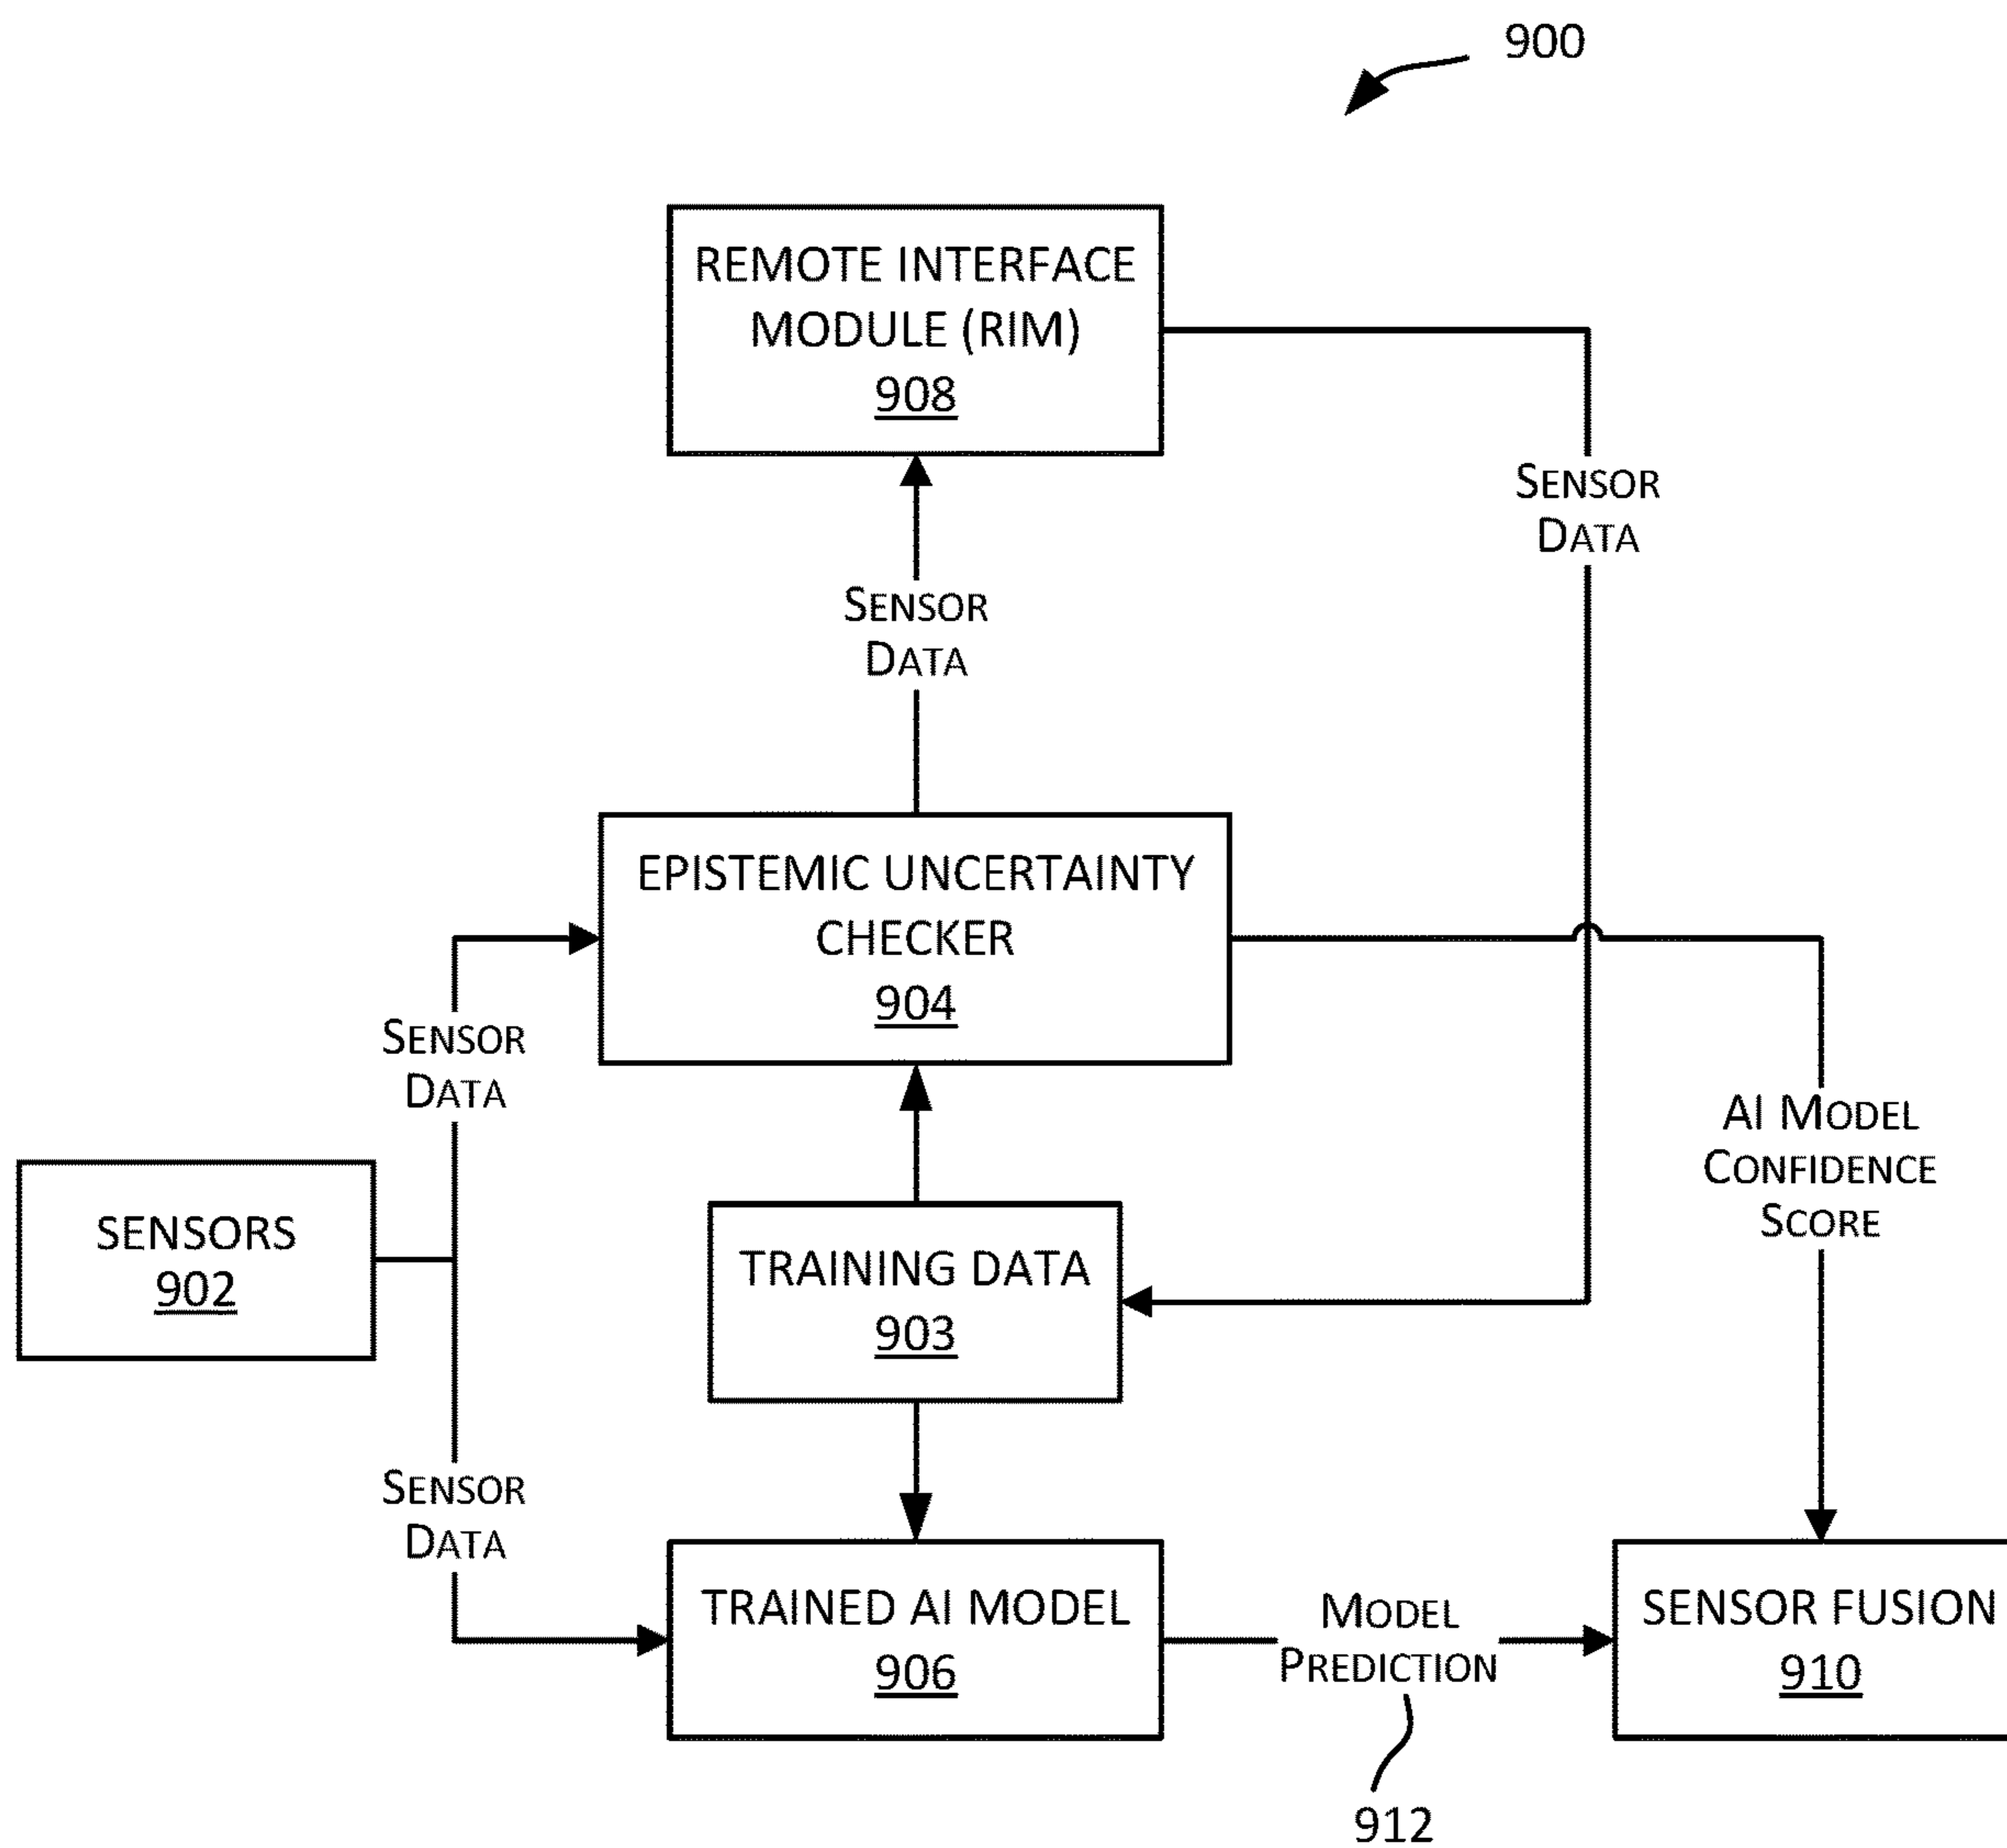 900
REMOTE INTERFACE
MODULE (RIM)
908
SENSOR
DATA
SENSOR
DATA
EPISTEMIC UNCERTAINTY
CHECKER
904
SENSOR
DATA
AI MODEL
CONFIDENCE
SCORE
SENSORS
902
TRAINING DATA
903
SENSOR
DATA
TRAINED AI MODEL
906
MODEL
PREDICTION
912
SENSOR FUSION
910